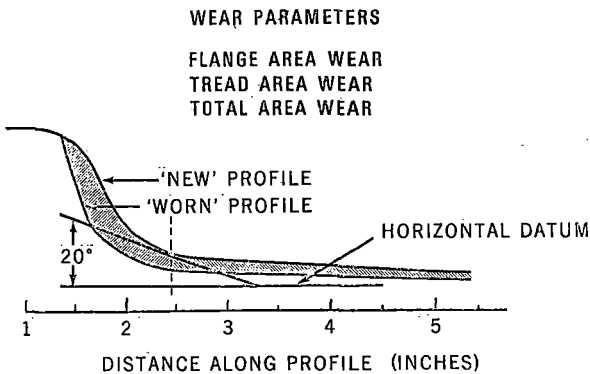 WEAR PARAMETERS
FLANGE AREA WEAR
TREAD AREA WEAR
TOTAL AREA WEAR
'NEW' PROFILE
'WORN' PROFILE
HORIZONTAL DATUM
20°
1 2 3 4 5
DISTANCE ALONG PROFILE (INCHES)